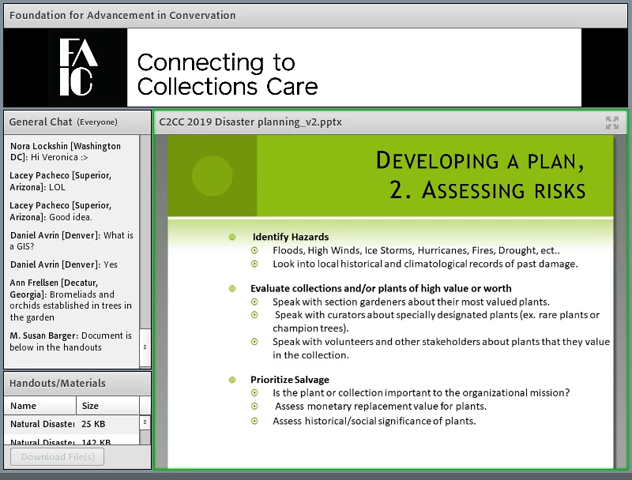 Foundation for Advancement in Convervation
FA
IC
Connecting to
Collections Care
General Chat (Everyone)
Nora Lockshin [Washington
DC]: Hi Veronica :>
Lacey Pacheco [Superior,
Arizona]: LOL
Lacey Pacheco [Superior,
Arizona]: Good idea.
Daniel Avrin [Denver]: What is
a GIS?
Daniel Avrin [Denver]: Yes
Ann Frellsen [Decatur,
Georgia]: Bromeliads and
orchids established in trees in
the garden
M. Susan Barger: Document is
below in the handouts
Handouts/Materials
Name Size
Natural Disaster 25 KB
Natural Disaster 142 KB
Download File(s)
C2CC 2019 Disaster planning_v2.pptx
DEVELOPING A PLAN,
2. ASSESSING RISKS
Identify Hazards
Floods, High Winds, Ice Storms, Hurricanes, Fires, Drought, ect..
Look into local historical and climatological records of past damage.
Evaluate collections and/or plants of high value or worth
Speak with section gardeners about their most valued plants.
Speak with curators about specially designated plants (ex. rare plants or
champion trees).
Speak with volunteers and other stakeholders about plants that they value
in the collection.
Prioritize Salvage
Is the plant or collection important to the organizational mission?
Assess monetary replacement value for plants.
Assess historical/social significance of plants.